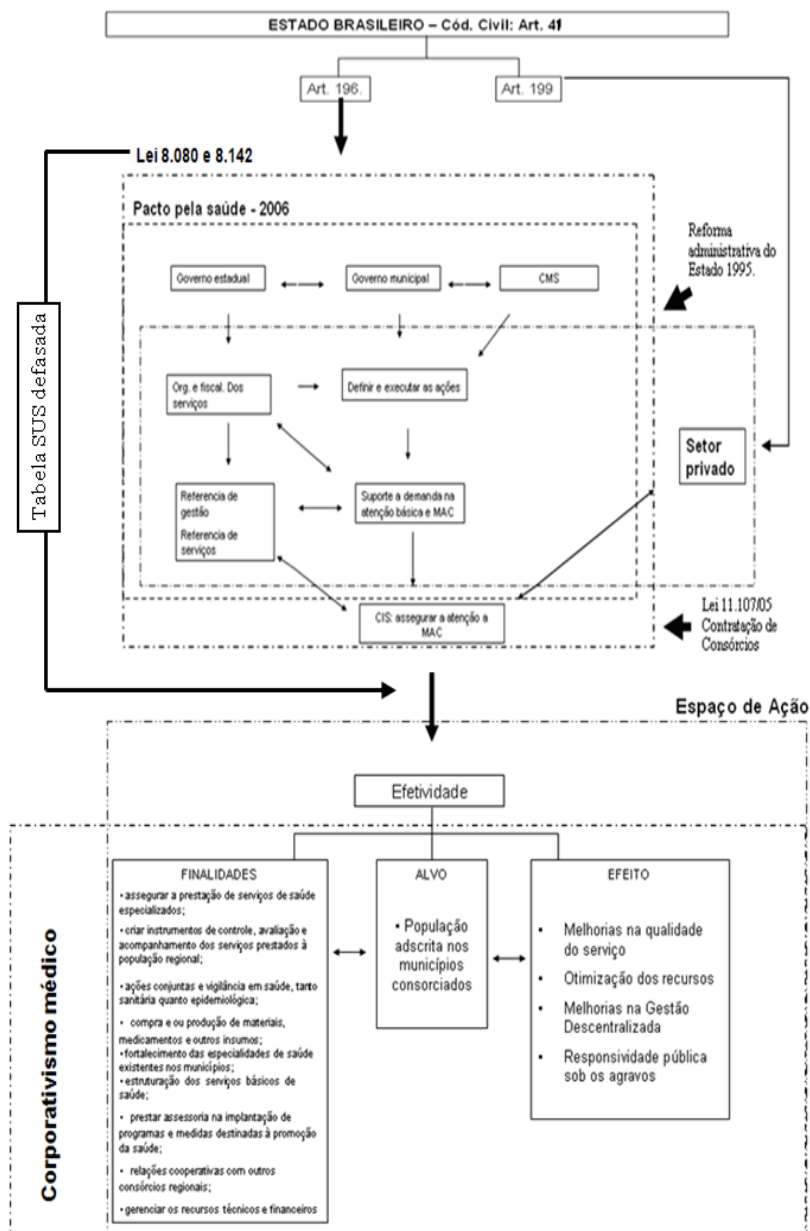 ESTADO BRASILEIRO – Cód. Civil: Art. 41
Art. 196.
Art. 199
Lei 8.080 e 8.142
Pacto pela saúde - 2006
Reforma
administrativa do
Estado 1995.
Governo estadual
Governo municipal
CMS
Tabela SUS defasada
Org. e fiscal. Dos
serviços
Definir e executar as ações
Setor
privado
Referencia de
gestão
Referencia de
serviços
Suporte a demanda na
atenção básica e MAC
CIS: assegurar a atenção a
MAC
Lei 11.107/05
Contratação de
Consórcios
Espaço de Ação
Efetividade
Corporativismo médico
FINALIDADES
• assegurar a prestação de serviços de saúde
especializados;
• criar instrumentos de controle, avaliação e
acompanhamento dos serviços prestados à
população regional;
• ações conjuntas e vigilância em saúde, tanto
sanitária quanto epidemiológica;
• compra e ou produção de materiais,
medicamentos e outros insumos;
• fortalecimento das especialidades de saúde
existentes nos municípios;
• estruturação dos serviços básicos de
saúde;
• prestar assessoria na implantação de
programas e medidas destinadas à promoção
da saúde;
• relações cooperativas com outros
consórcios regionais;
• gerenciar os recursos técnicos e financeiros
ALVO
• População
adscrita nos
municípios
consorciados
EFEITO
• Melhorias na qualidade
do serviço
• Otimização dos recursos
• Melhorias na Gestão
Descentralizada
• Responsividade pública
sob os agravos